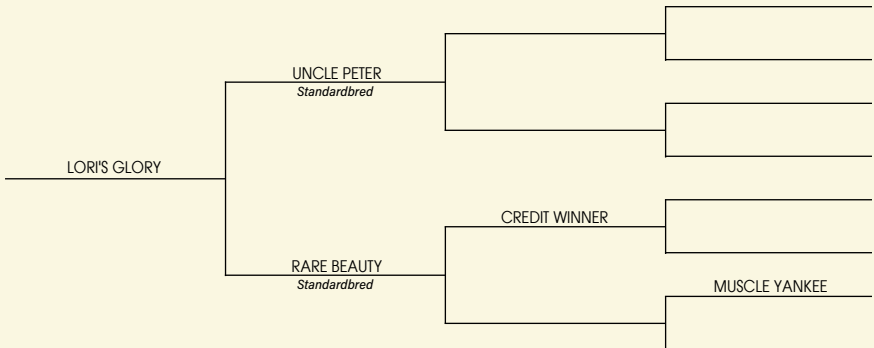 UNCLE PETER
Standardbred
LORI'S GLORY
CREDIT WINNER
RARE BEAUTY
Standardbred
MUSCLE YANKEE